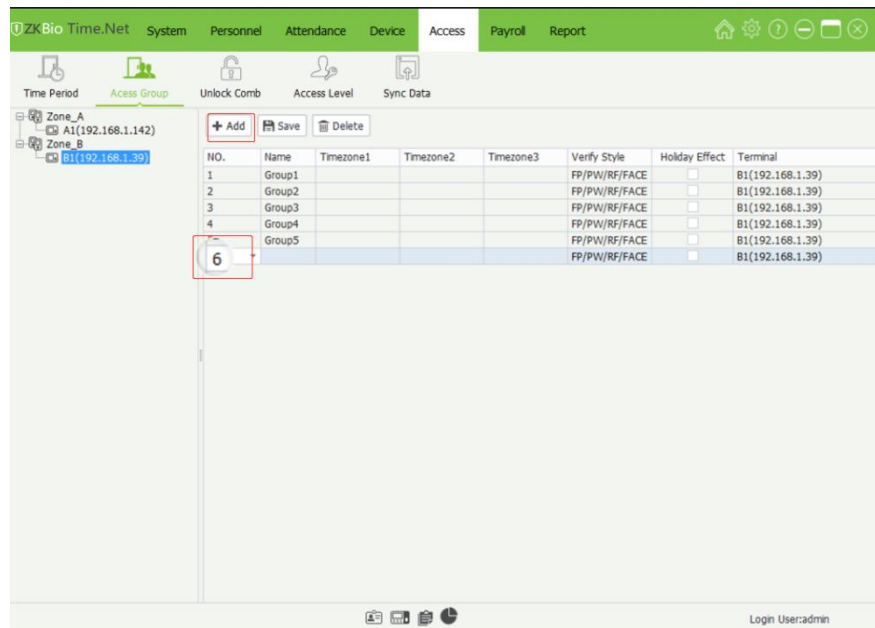 ZKBio Time.Net System Personnel Attendance Device Access Payroll Report
Time Period Acess Group Unlock Comb Access Level Sync Data
Zone_A
A1(192.168.1.142)
Zone_B
B1(192.168.1.39)
+ Add Save Delete
NO. Name Timezone1 Timezone2 Timezone3 Verify Style Holiday Effect Terminal
1 Group1 FP/PW/RF/FACE B1(192.168.1.39)
2 Group2 FP/PW/RF/FACE B1(192.168.1.39)
3 Group3 FP/PW/RF/FACE B1(192.168.1.39)
4 Group4 FP/PW/RF/FACE B1(192.168.1.39)
Group5 FP/PW/RF/FACE B1(192.168.1.39)
6 FP/PW/RF/FACE B1(192.168.1.39)
Login User:admin